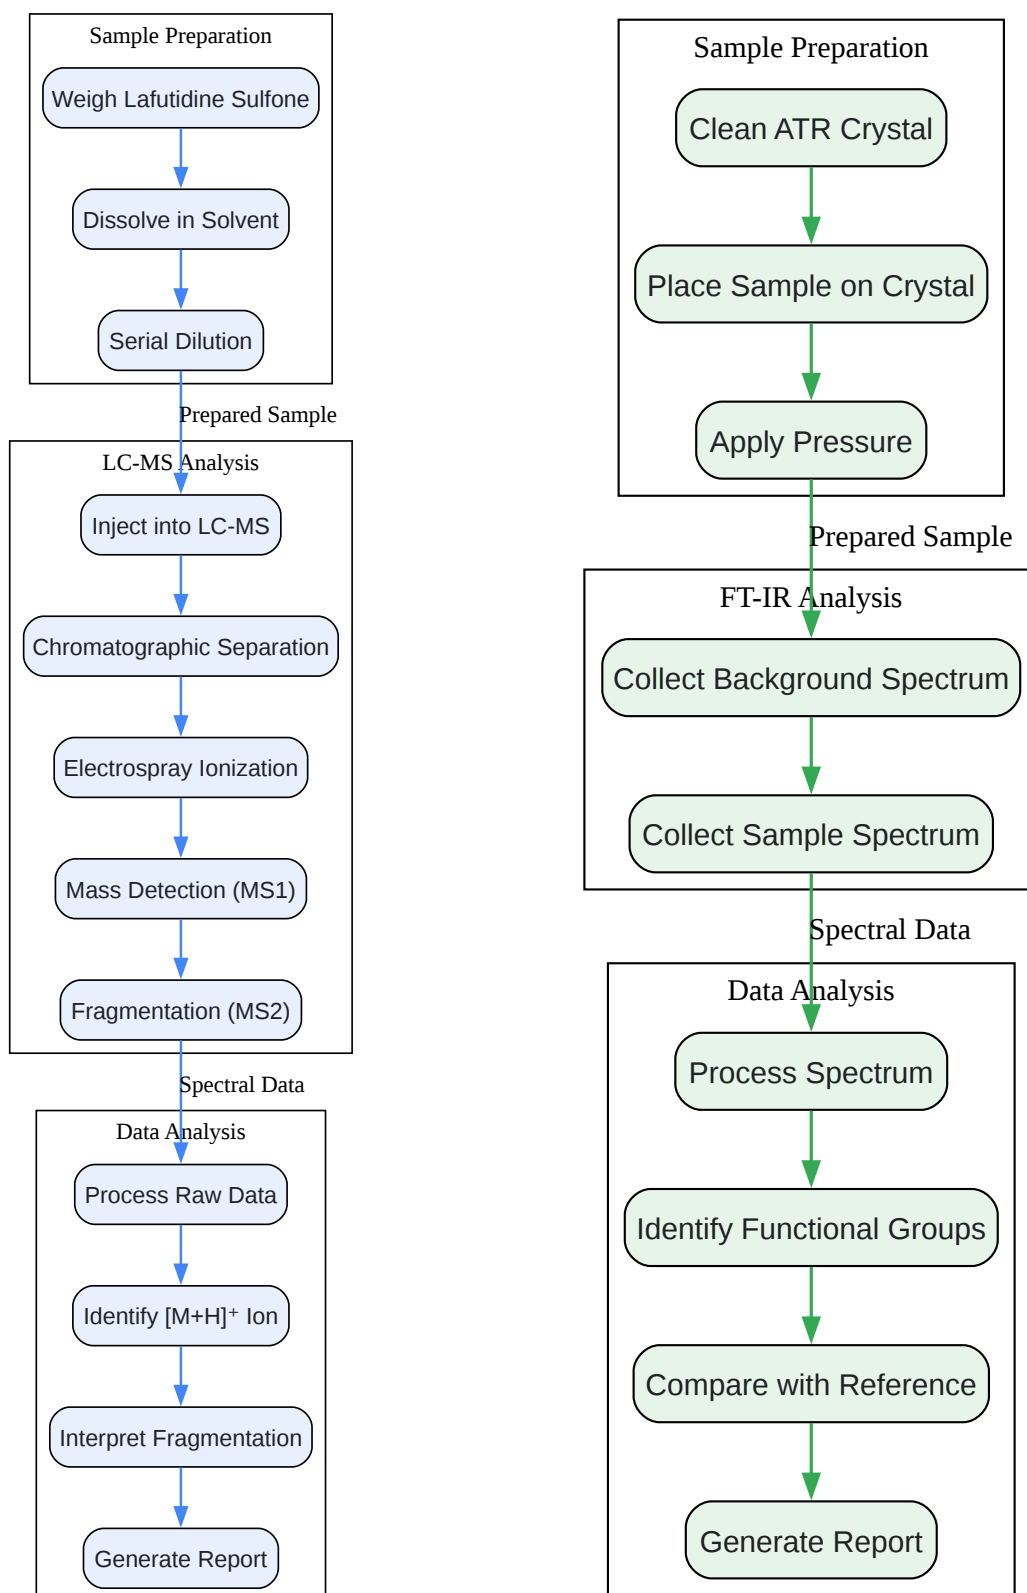 Sample Preparation
Weigh Lafutidine Sulfone
Dissolve in Solvent
Serial Dilution
Prepared Sample
LC-MS Analysis
Inject into LC-MS
Chromatographic Separation
Electrospray Ionization
Mass Detection (MS1)
Fragmentation (MS2)
Spectral Data
Data Analysis
Process Raw Data
Identify [M+H]⁺ Ion
Interpret Fragmentation
Generate Report
Sample Preparation
Clean ATR Crystal
Place Sample on Crystal
Apply Pressure
Prepared Sample
FT-IR Analysis
Collect Background Spectrum
Collect Sample Spectrum
Spectral Data
Data Analysis
Process Spectrum
Identify Functional Groups
Compare with Reference
Generate Report